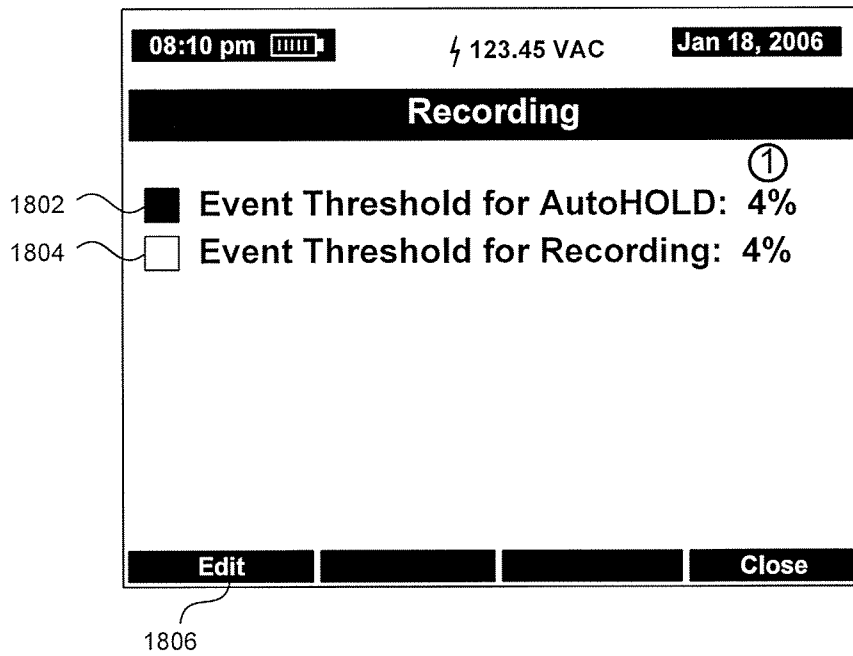 08:10 pm 123.45 VAC Jan 18, 2006
Recording
①
1802 Event Threshold for AutoHOLD: 4%
1804 Event Threshold for Recording: 4%
Edit Close
1806